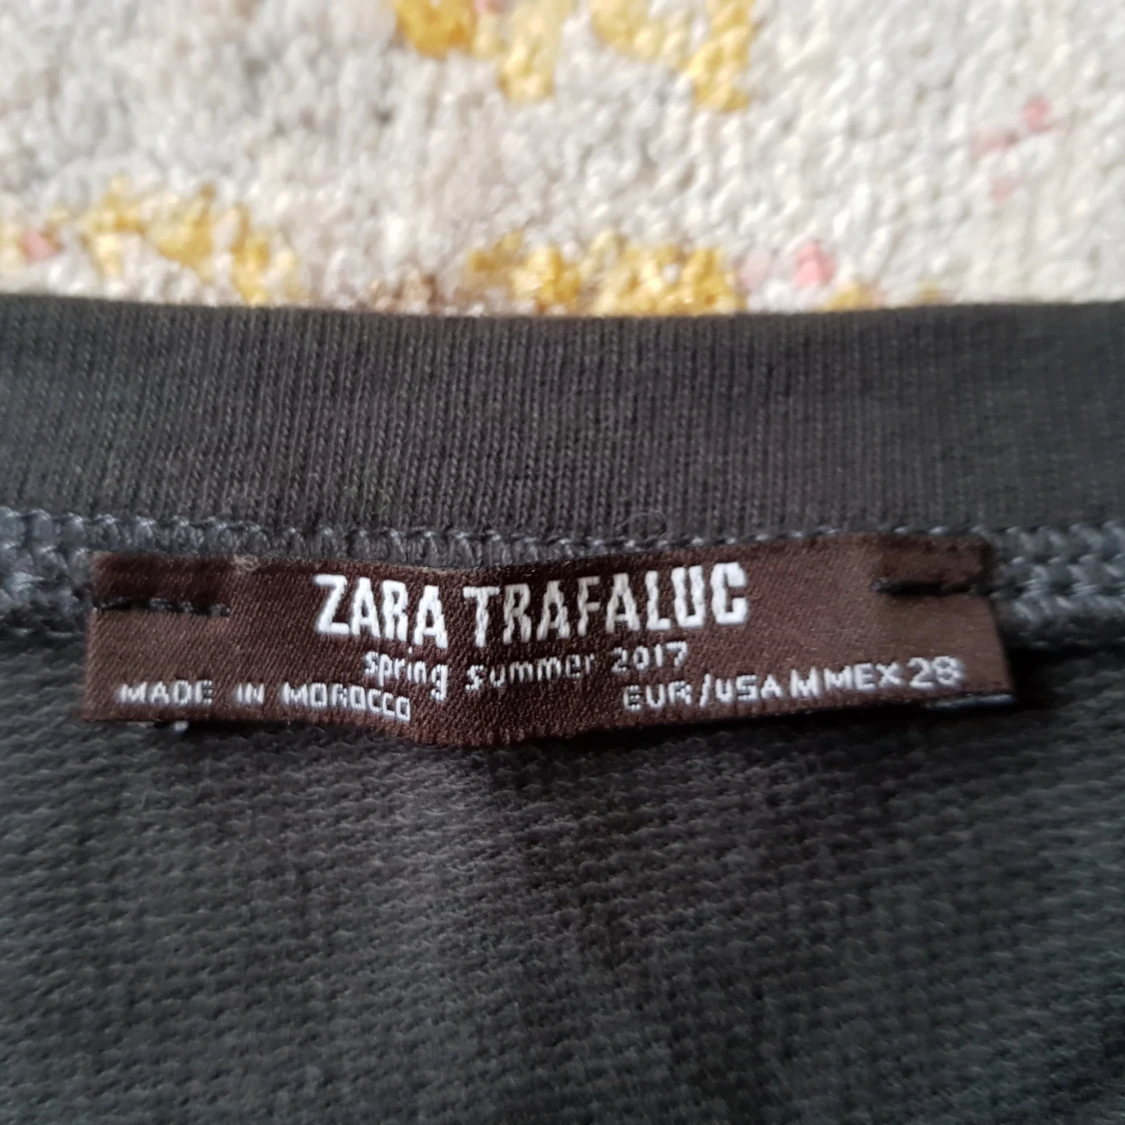 ZARA TRAFALUC
spring summer 2017
MADE IN MOROCCO EUR/USA M MEX 28